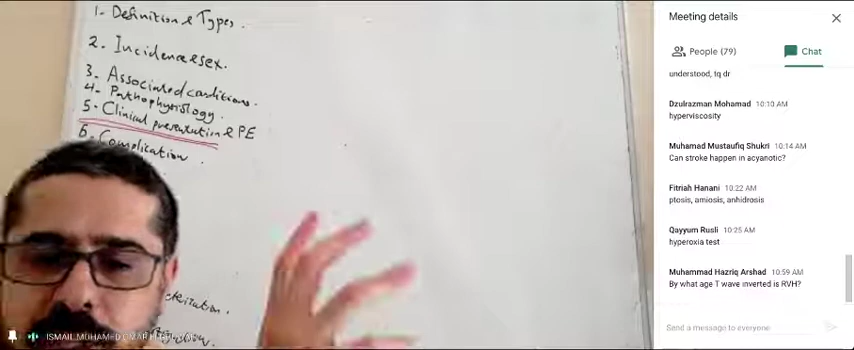 1- Definition & Types.
2- Incidence & sex.
3- Associated conditions.
4- Pathophysiology.
5- Clinical presentation & PE
6- Complication.
ISMAIL MOHAMED OMAR
Meeting details
People (79)
Chat
understood, tq dr
Dzulrazman Mohamad 10:10 AM
hyperviscosity
Muhamad Mustaufiq Shukri 10:14 AM
Can stroke happen in acyanotic?
Fitriah Hanani 10:22 AM
ptosis, amiosis, anhidrosis
Qayyum Rusli 10:25 AM
hyperoxia test
Muhammad Hazriq Arshad 10:59 AM
By what age T wave inverted is RVH?
Send a message to everyone